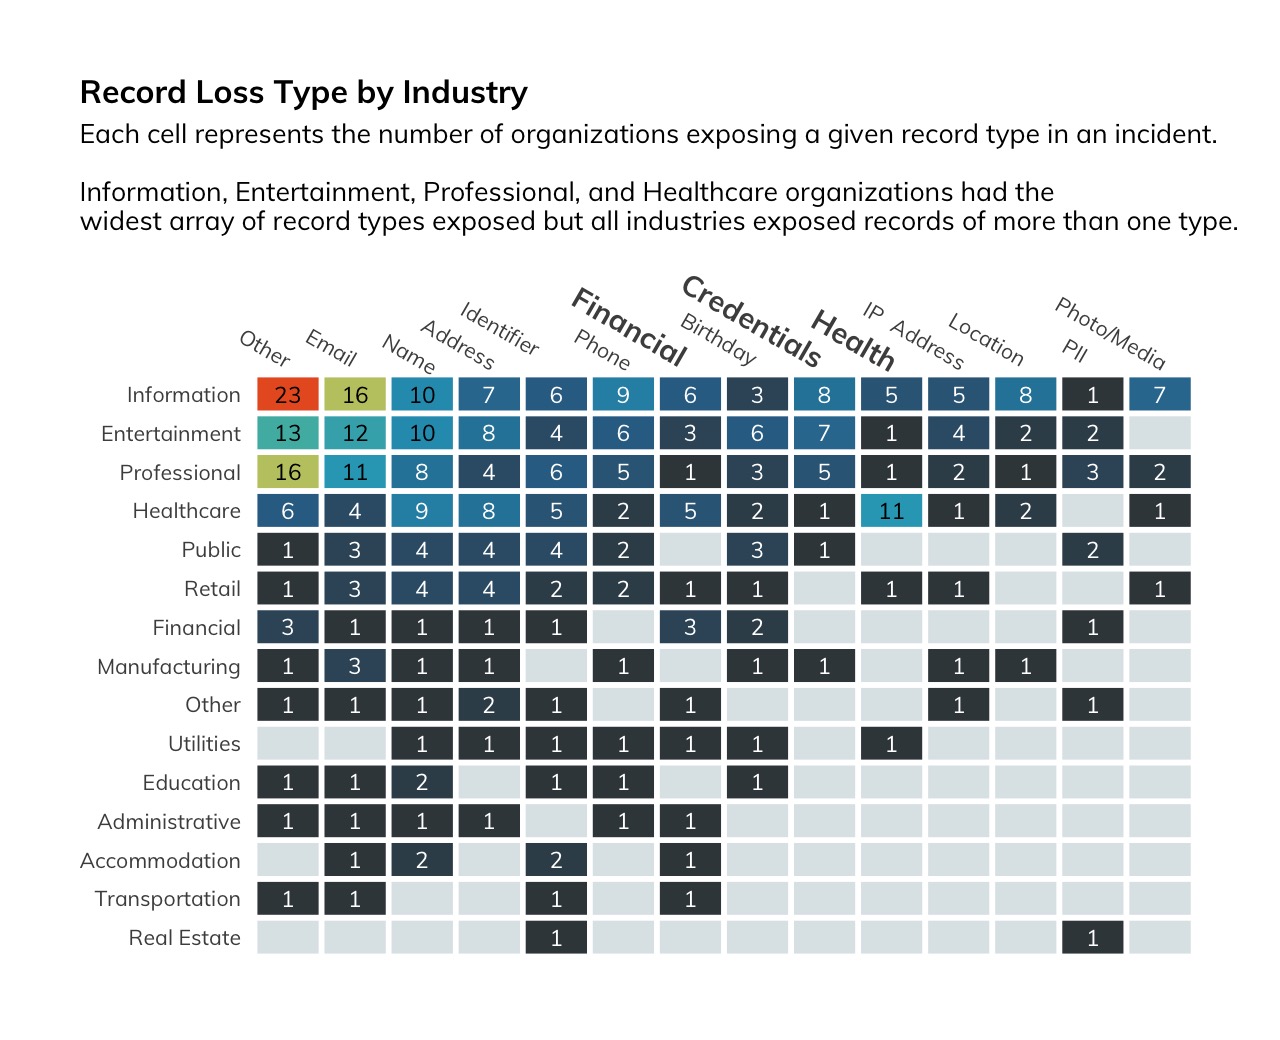 Record Loss Type by Industry
Each cell represents the number of organizations exposing a given record type in an incident.
Information, Entertainment, Professional, and Healthcare organizations had the
widest array of record types exposed but all industries exposed records of more than one type.
Other Email Name Address Identifier Phone Financial Birthday Credentials Health IP Address Location PII Photo/Media
Information 23 16 10 7 6 9 6 3 8 5 5 8 1 7
Entertainment 13 12 10 8 4 6 3 6 7 1 4 2 2
Professional 16 11 8 4 6 5 1 3 5 1 2 1 3 2
Healthcare 6 4 9 8 5 2 5 2 1 11 1 2 1
Public 1 3 4 4 4 2 3 1 2
Retail 1 3 4 4 2 2 1 1 1 1 1
Financial 3 1 1 1 1 3 2 1
Manufacturing 1 3 1 1 1 1 1 1 1
Other 1 1 1 2 1 1 1 1
Utilities 1 1 1 1 1 1 1
Education 1 1 2 1 1 1
Administrative 1 1 1 1 1 1
Accommodation 1 2 2 1
Transportation 1 1 1 1
Real Estate 1 1